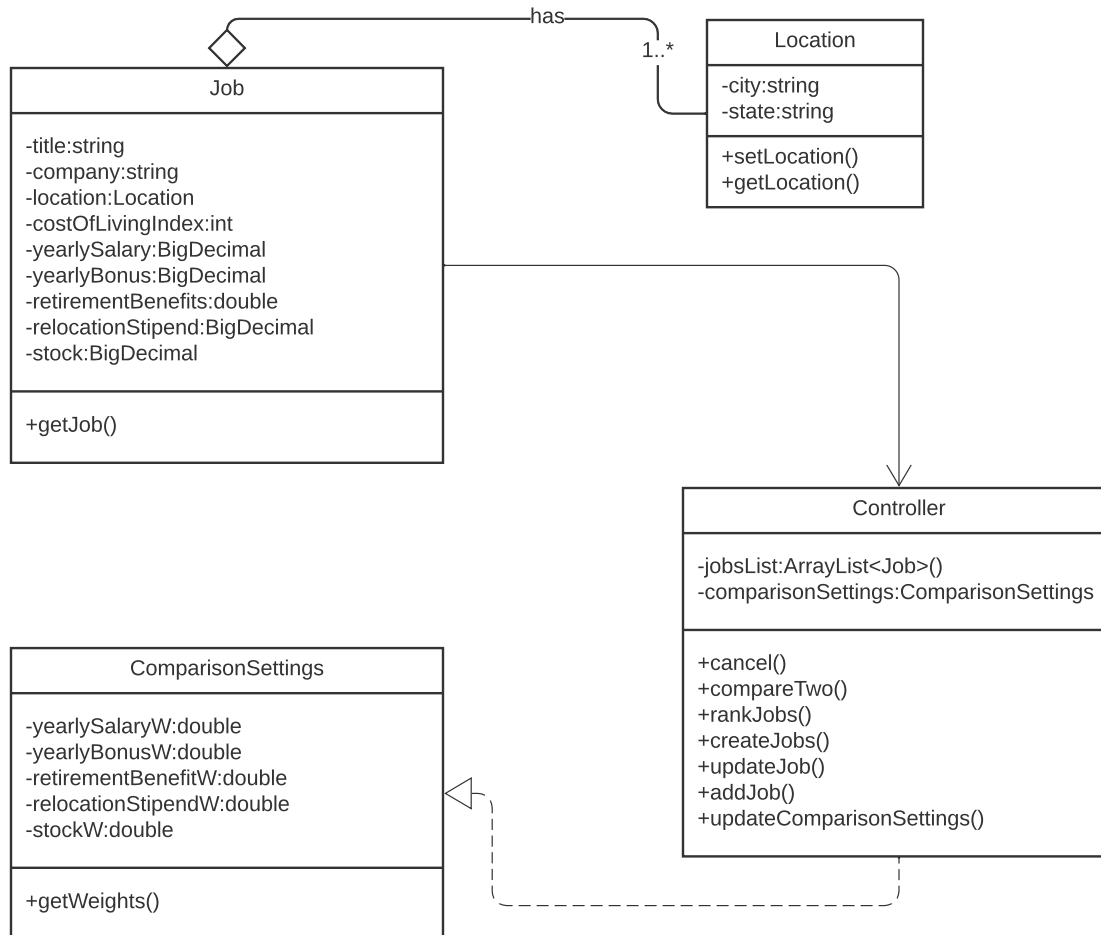 has
1..*
Job
-title:string
-company:string
-location:Location
-costOfLivingIndex:int
-yearlySalary:BigDecimal
-yearlyBonus:BigDecimal
-retirementBenefits:double
-relocationStipend:BigDecimal
-stock:BigDecimal
+getJob()
Location
-city:string
-state:string
+setLocation()
+getLocation()
Controller
-jobsList:ArrayList<Job>()
-comparisonSettings:ComparisonSettings
+cancel()
+compareTwo()
+rankJobs()
+createJobs()
+updateJob()
+addJob()
+updateComparisonSettings()
ComparisonSettings
-yearlySalaryW:double
-yearlyBonusW:double
-retirementBenefitW:double
-relocationStipendW:double
-stockW:double
+getWeights()